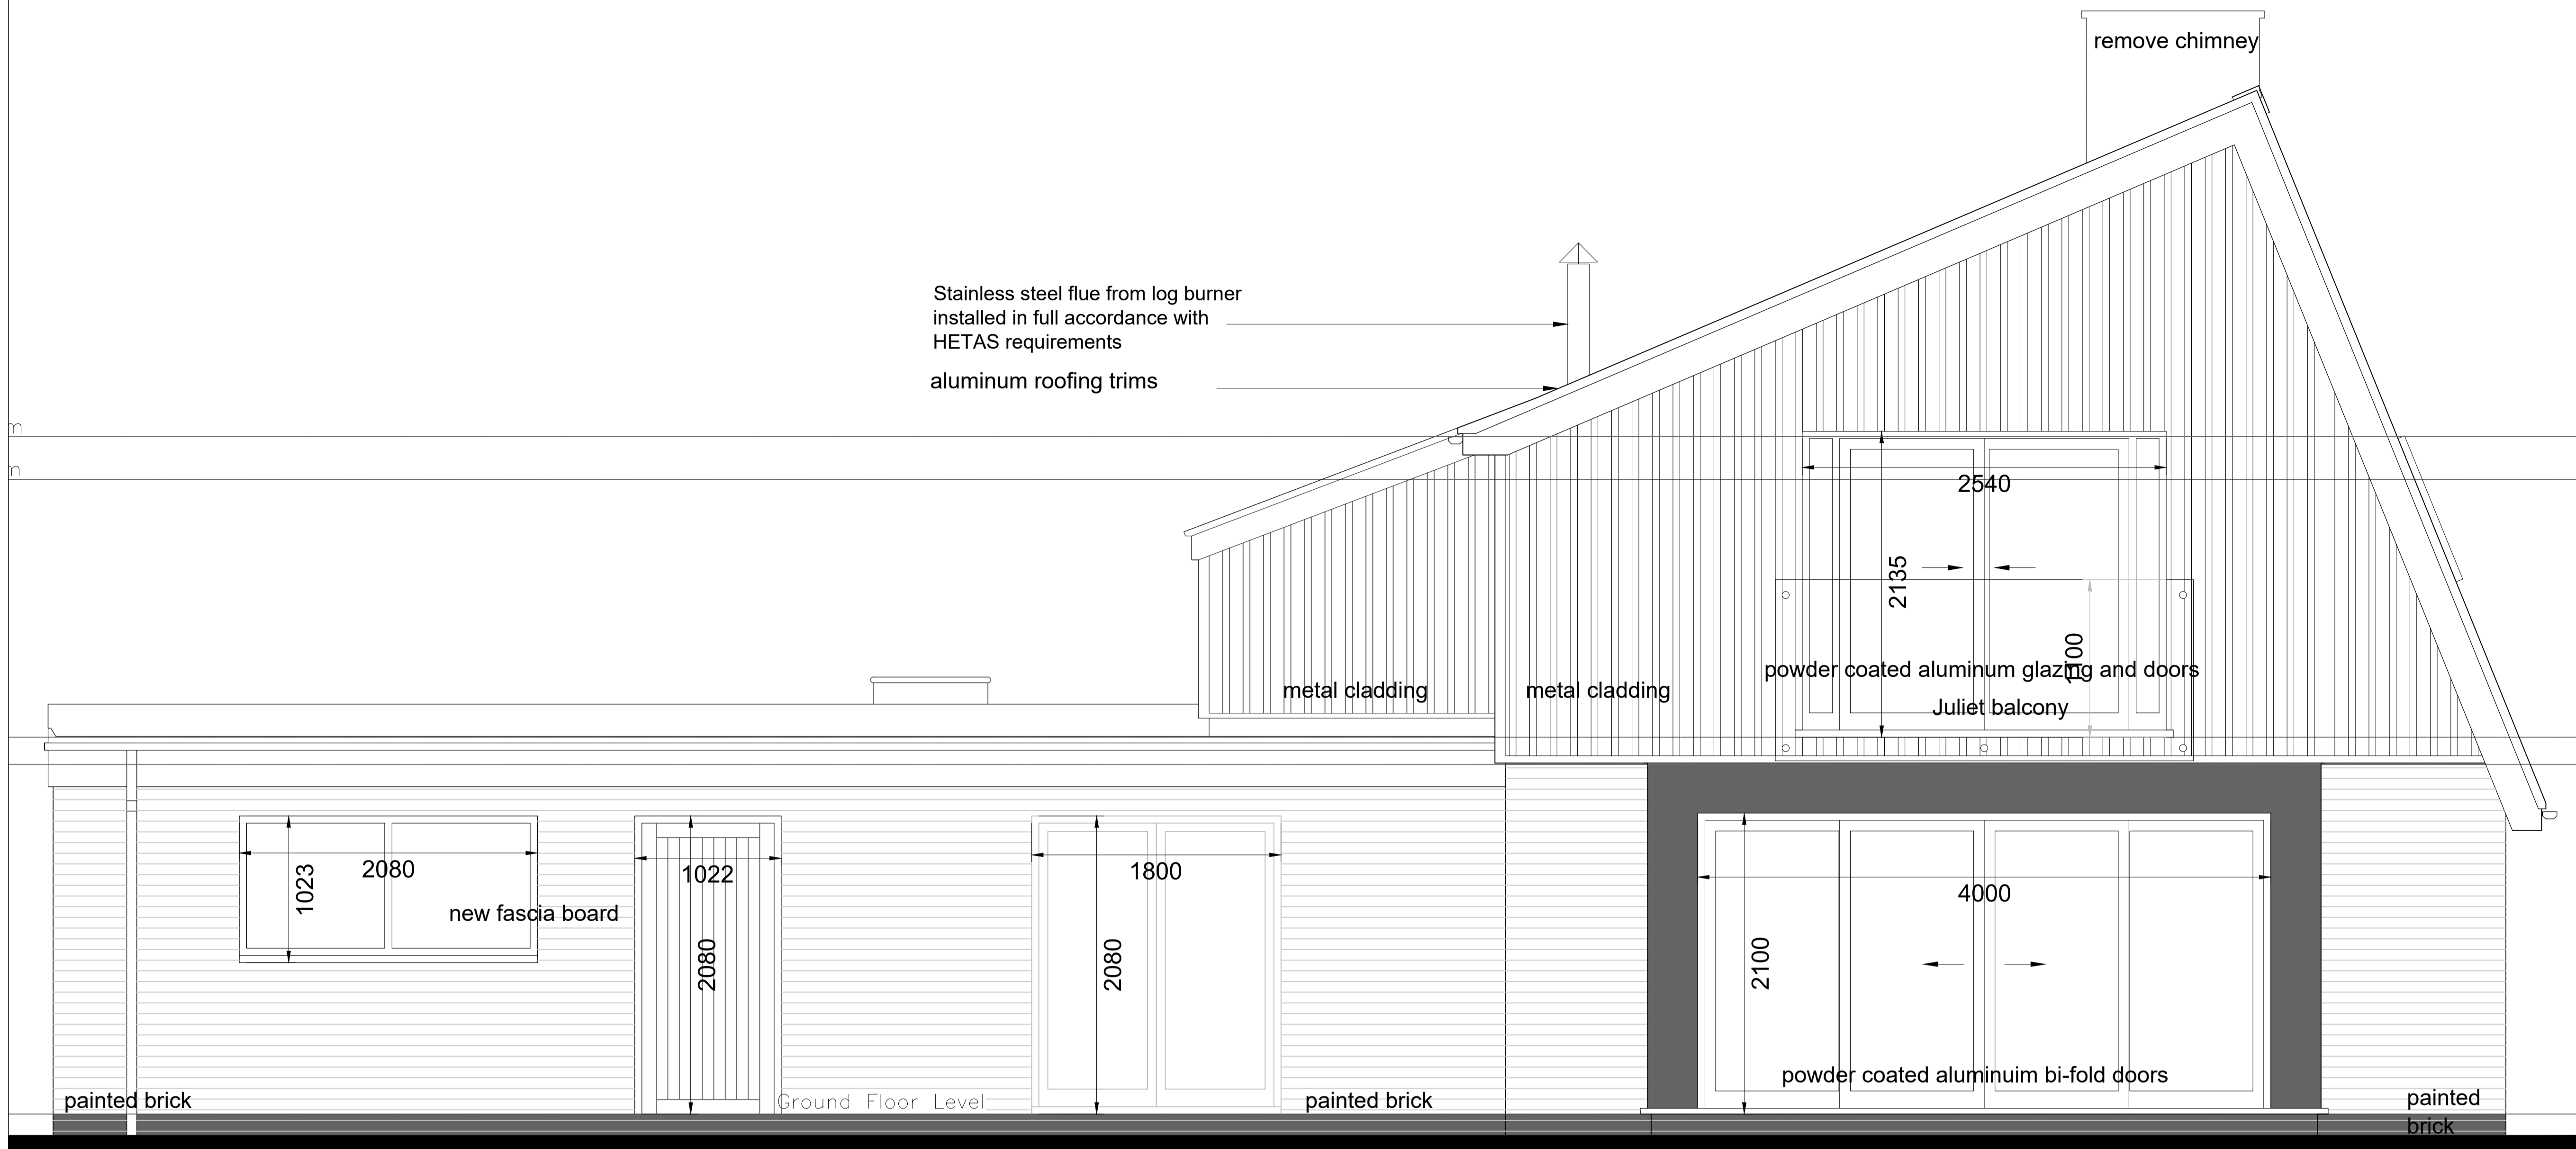 remove chimney
Stainless steel flue from log burner
installed in full accordance with
HETAS requirements
aluminum roofing trims
m
m
2540
2135
1100
powder coated aluminum glazing and doors
Juliet balcony
metal cladding
metal cladding
2080
1023
new fascia board
1022
2080
1800
2080
4000
2100
powder coated aluminuim bi-fold doors
painted brick
Ground Floor Level
painted brick
painted
brick